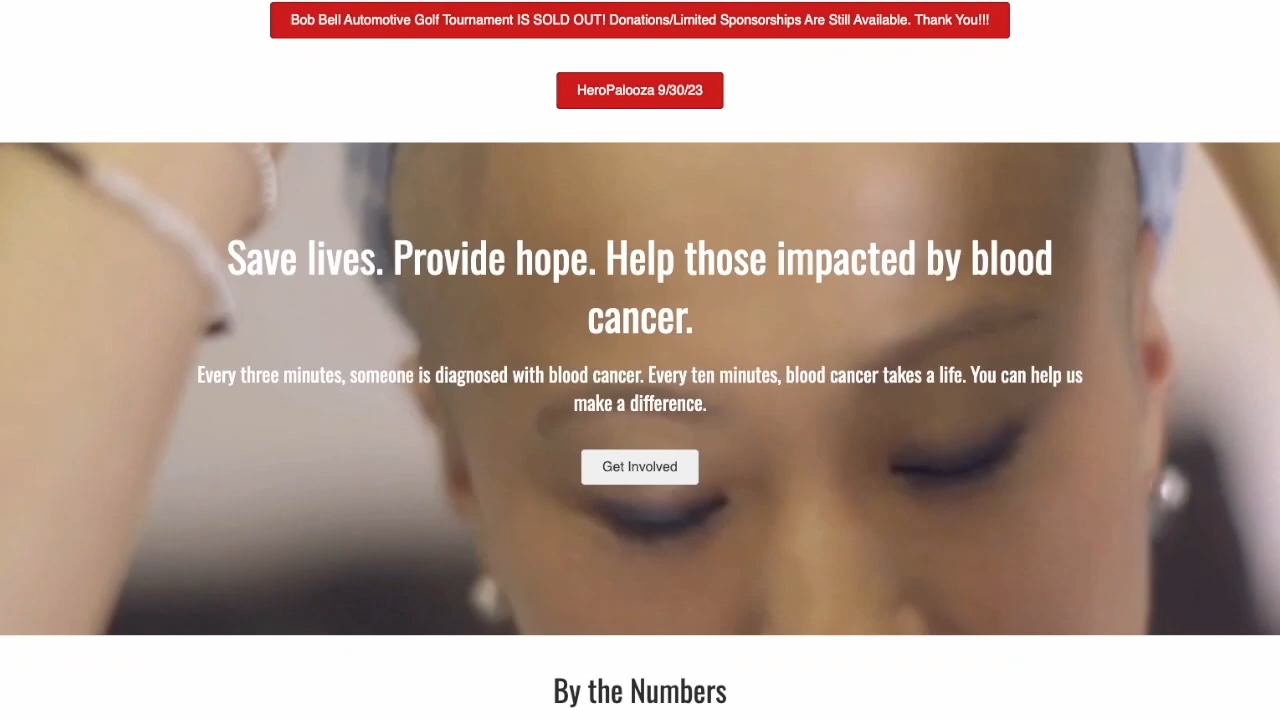 Bob Bell Automotive Golf Tournament IS SOLD OUT! Donations/Limited Sponsorships Are Still Available. Thank You!!!
HeroPalooza 9/30/23
Save lives. Provide hope. Help those impacted by blood
cancer.
Every three minutes, someone is diagnosed with blood cancer. Every ten minutes, blood cancer takes a life. You can help us
make a difference.
Get Involved
By the Numbers